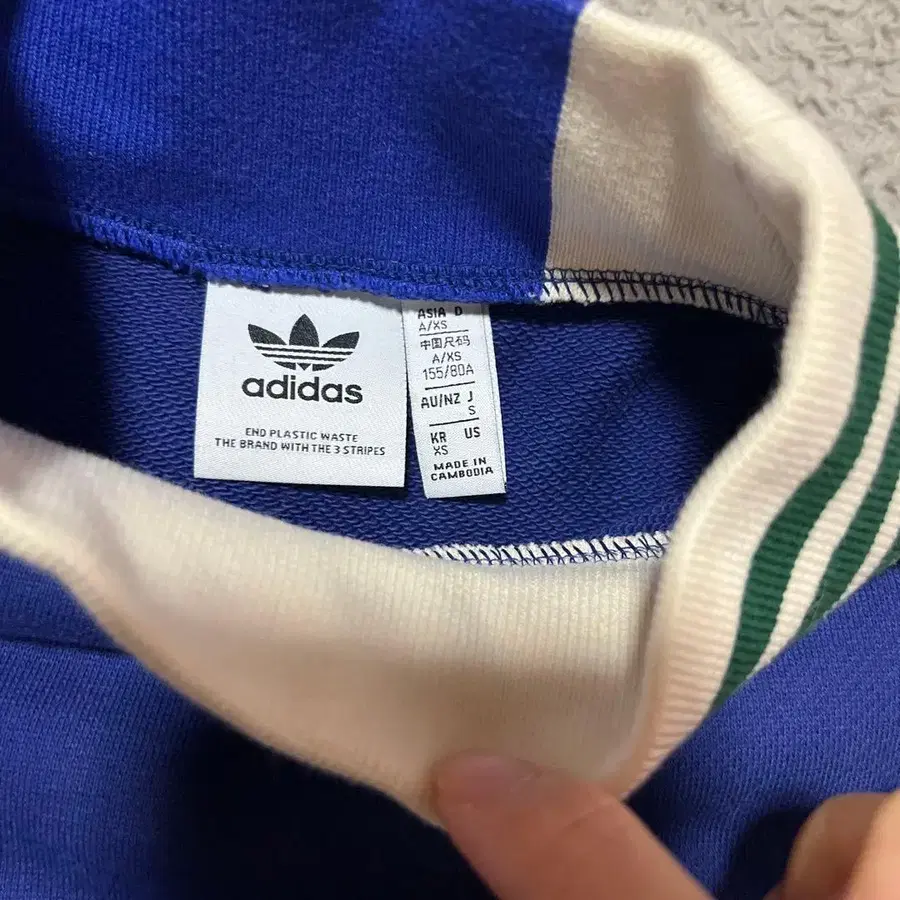 adidas
END PLASTIC WASTE
THE BRAND WITH THE 3 STRIPES
ASIA D
A/XS
中国尺码
A/XS
155/80A
AU/NZ J
S
KR US
XS
MADE IN
CAMBODIA